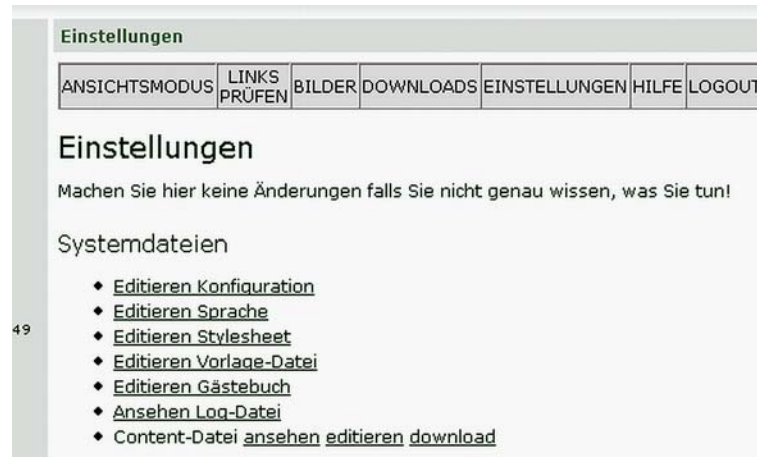 Einstellungen
ANSICHTSMODUS LINKS PRÜFEN BILDER DOWNLOADS EINSTELLUNGEN HILFE LOGOUT
Einstellungen
Machen Sie hier keine Änderungen falls Sie nicht genau wissen, was Sie tun!
Systemdateien
Editieren Konfiguration
Editieren Sprache
49
Editieren Stylesheet
Editieren Vorlage-Datei
Editieren Gästebuch
Ansehen Log-Datei
Content-Datei ansehen editieren download